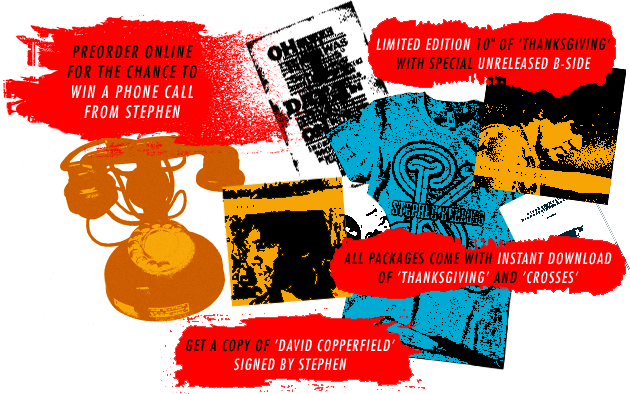 PREORDER ONLINE
FOR THE CHANCE TO
WIN A PHONE CALL
FROM STEPHEN
LIMITED EDITION 10" OF 'THANKSGIVING'
WITH SPECIAL UNRELEASED B-SIDE
OH
WAS
ALL PACKAGES COME WITH INSTANT DOWNLOAD
OF 'THANKSGIVING' AND 'CROSSES'
GET A COPY OF 'DAVID COPPERFIELD'
SIGNED BY STEPHEN